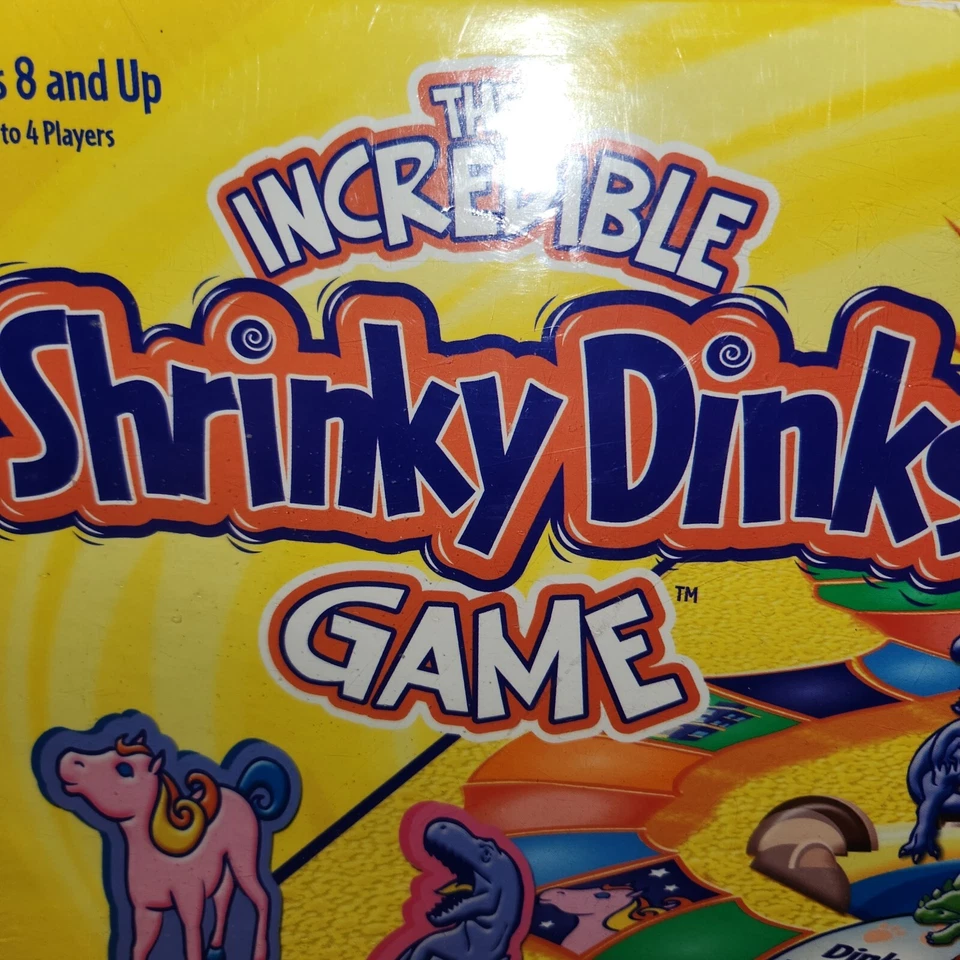 s 8 and Up
to 4 Players
THE
INCREDIBLE
Shrinky Dinks
GAME™